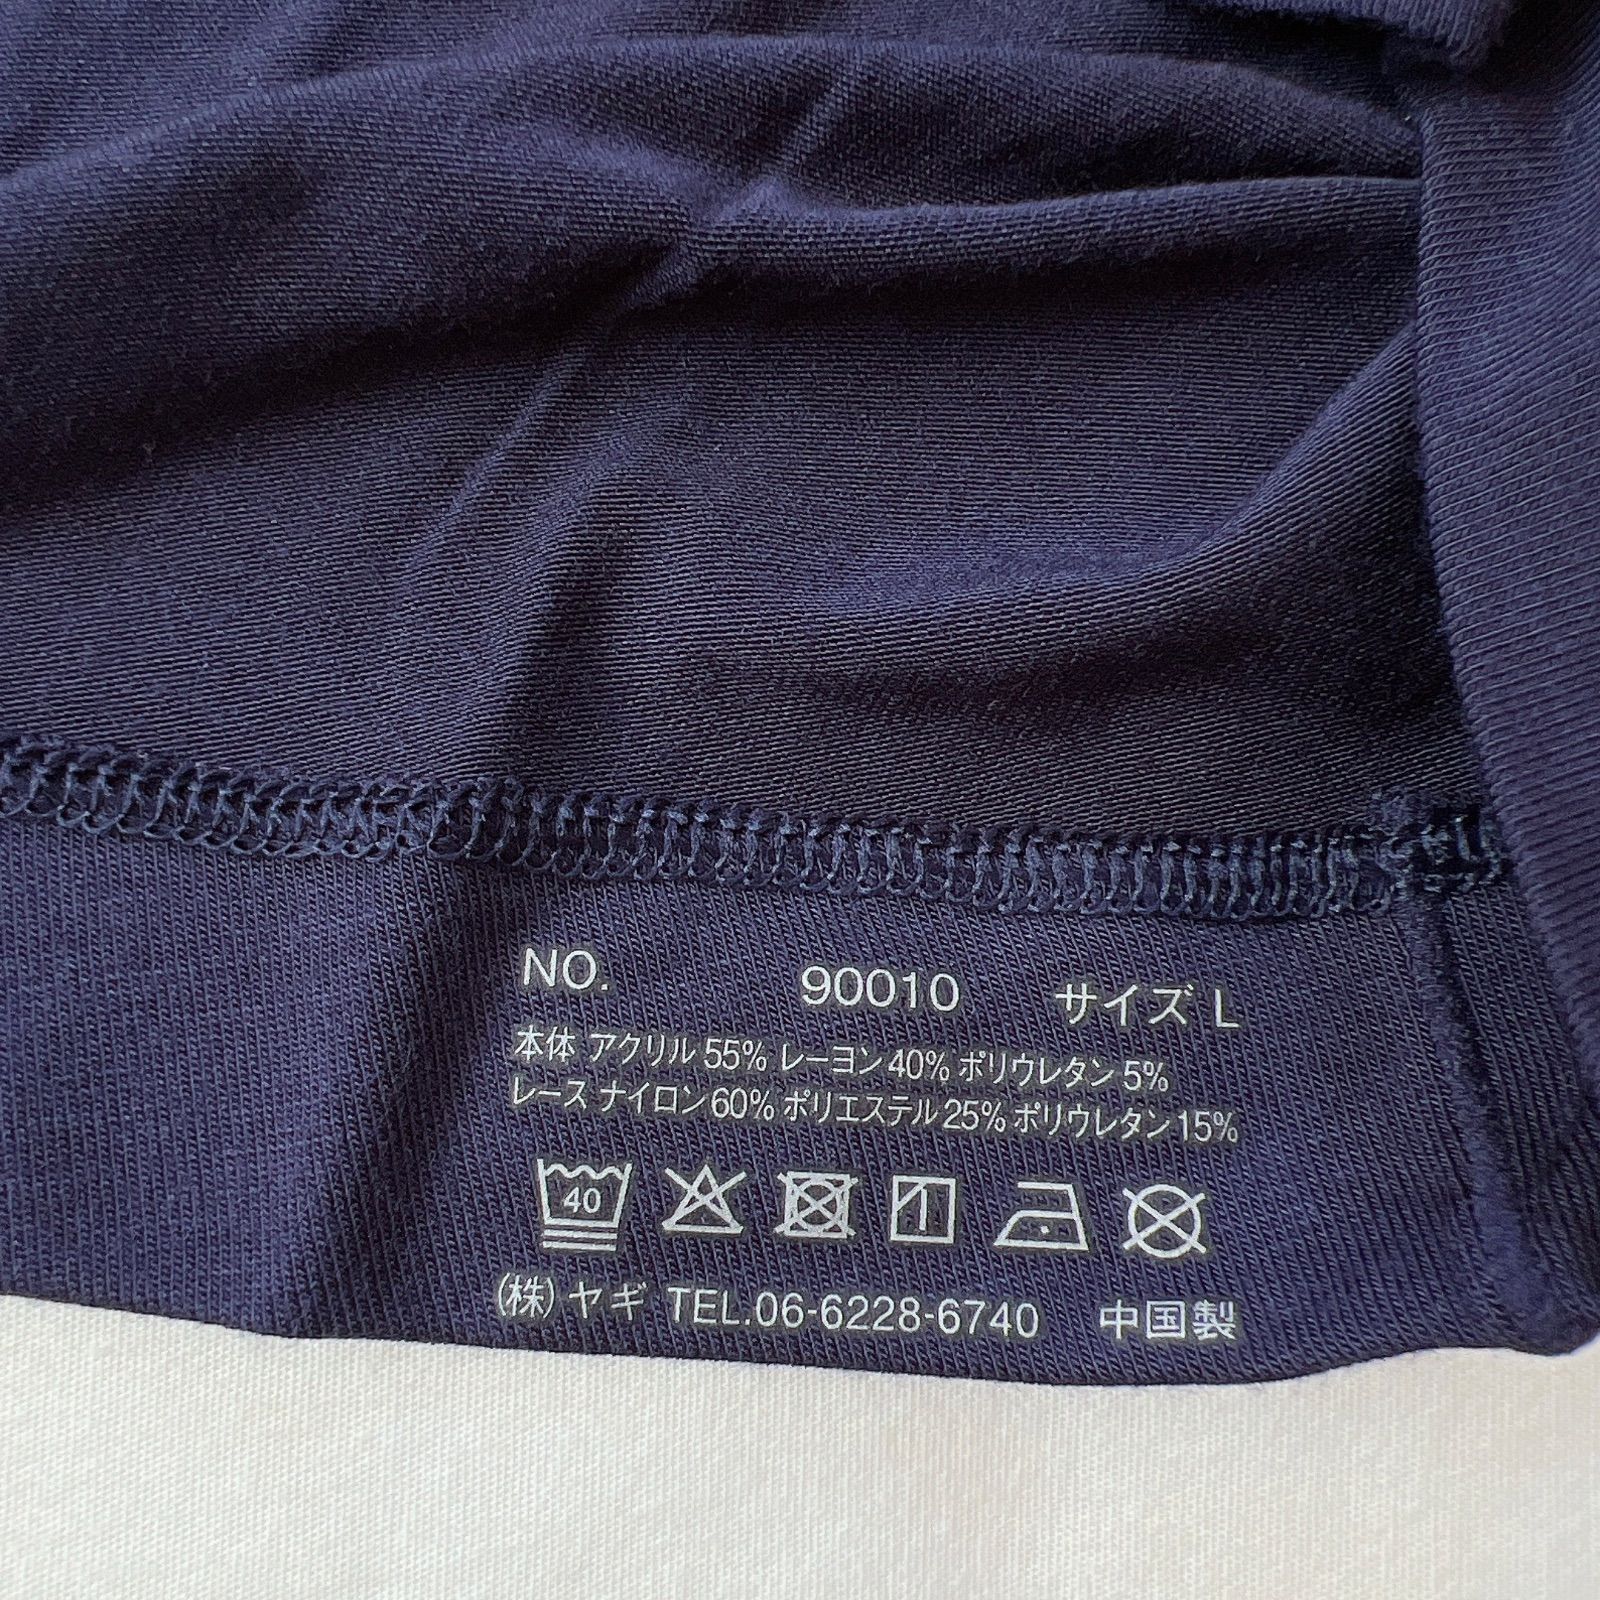 NO. 90010 サイズ L
本体 アクリル 55% レーヨン 40% ポリウレタン 5%
レース ナイロン 60% ポリエステル 25% ポリウレタン 15%
40
(株) ヤギ TEL.06-6228-6740 中国製